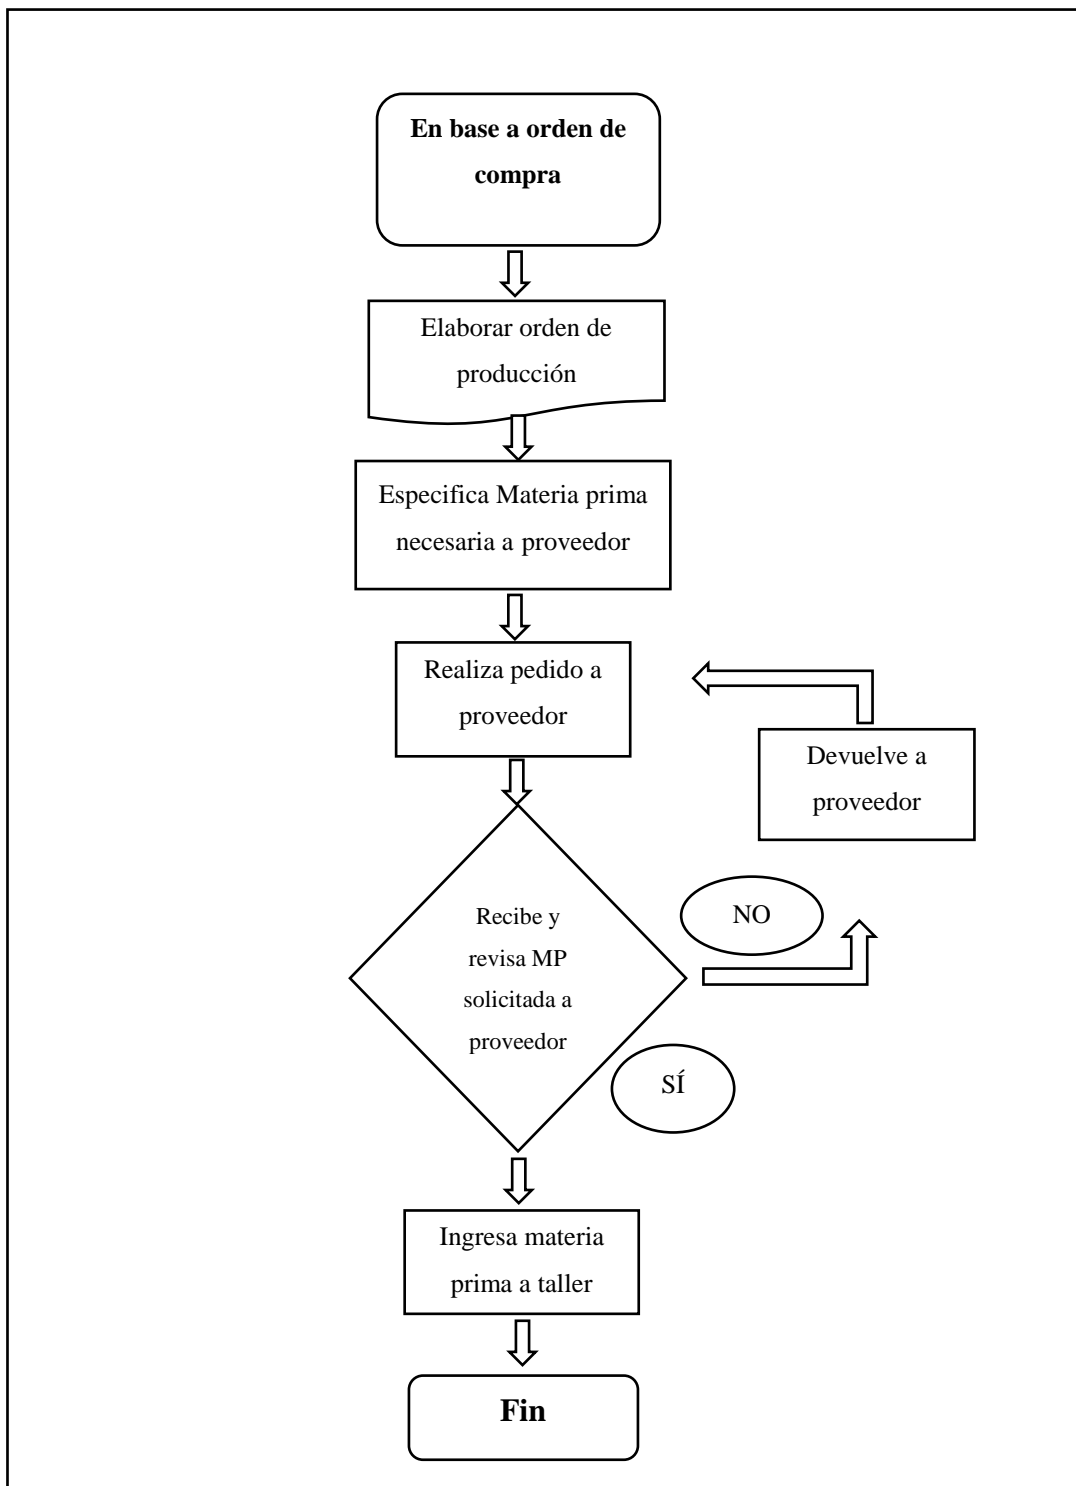 En base a orden de
compra
Elaborar orden de
producción
Especifica Materia prima
necesaria a proveedor
Realiza pedido a
proveedor
Devuelve a
proveedor
NO
Recibe y
revisa MP
solicitada a
proveedor
SÍ
Ingresa materia
prima a taller
Fin